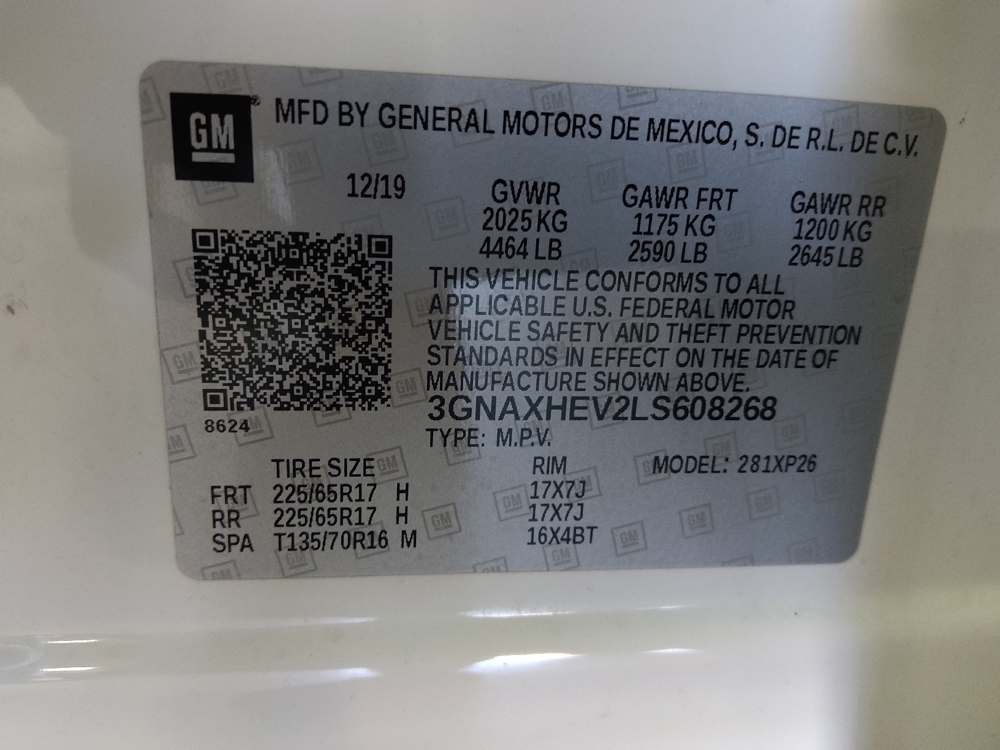 GM
MFD BY GENERAL MOTORS DE MEXICO, S. DE R.L. DE C.V.
12/19 GVWR GAWR FRT GAWR RR
2025 KG 1175 KG 1200 KG
4464 LB 2590 LB 2645 LB
THIS VEHICLE CONFORMS TO ALL
APPLICABLE U.S. FEDERAL MOTOR
VEHICLE SAFETY AND THEFT PREVENTION
STANDARDS IN EFFECT ON THE DATE OF
MANUFACTURE SHOWN ABOVE.
3GNAXHEV2LS608268
8624
TYPE: M.P.V.
TIRE SIZE RIM MODEL: 281XP26
FRT 225/65R17 H 17X7J
RR 225/65R17 H 17X7J
SPA T135/70R16 M 16X4BT